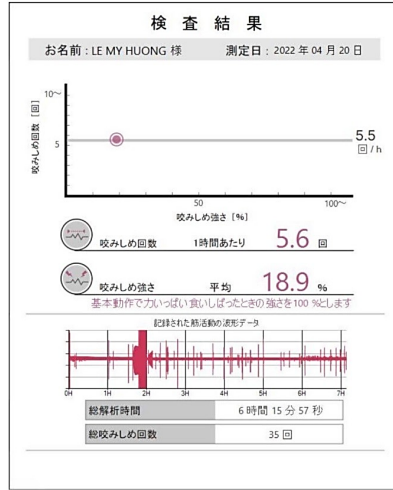 検査結果
お名前：LE MY HUONG 様 測定日：2022 年 04 月 20 日
咬みしめ回数 [回]
10～
5
5.5
回 / h
50
100～
咬みしめ強さ [%]
咬みしめ回数 1時間あたり 5.6 回
咬みしめ強さ 平均 18.9 %
基本動作で力いっぱい食いしばったときの強さを100 %とします
記録された筋活動の波形データ
0H 1H 2H 3H 4H 5H 6H 7H
総解析時間 6 時間 15 分 57 秒
総咬みしめ回数 35 回